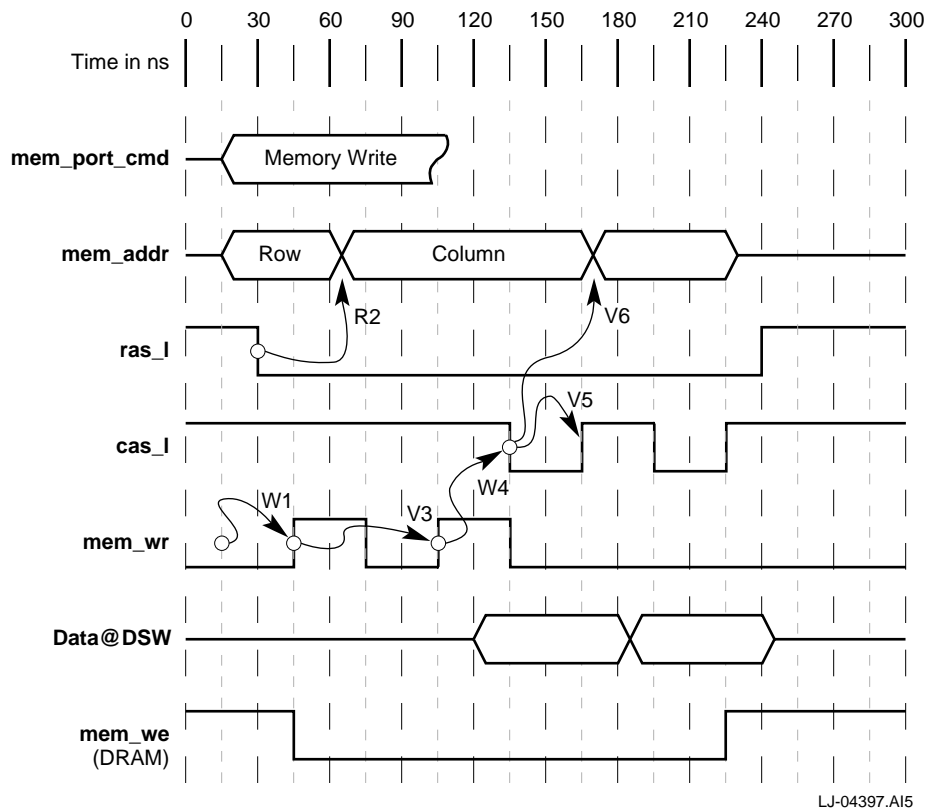 0 30 60 90 120 150 180 210 240 270 300
Time in ns
mem_port_cmd Memory Write
mem_addr Row Column
R2 V6
ras_l
V5
cas_l
W4
W1 V3
mem_wr
Data@DSW
mem_we
(DRAM)
LJ-04397.AI5